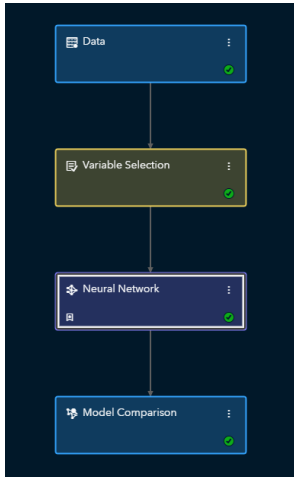 Data
Variable Selection
Neural Network
Model Comparison